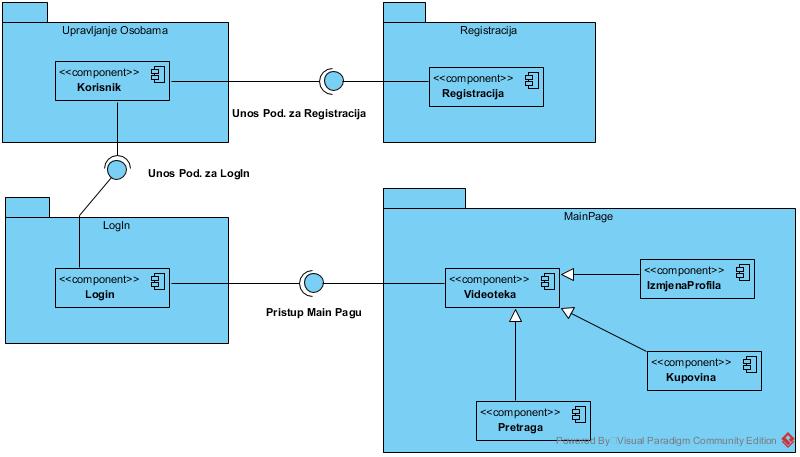 Upravljanje Osobama
Registracija
<<component>>
Korisnik
<<component>>
Registracija
Unos Pod. za Registracija
Unos Pod. za LogIn
LogIn
MainPage
<<component>>
Login
<<component>>
Videoteka
<<component>>
IzmjenaProfila
Pristup Main Pagu
<<component>>
Kupovina
<<component>>
Pretraga
Powered By Visual Paradigm Community Edition